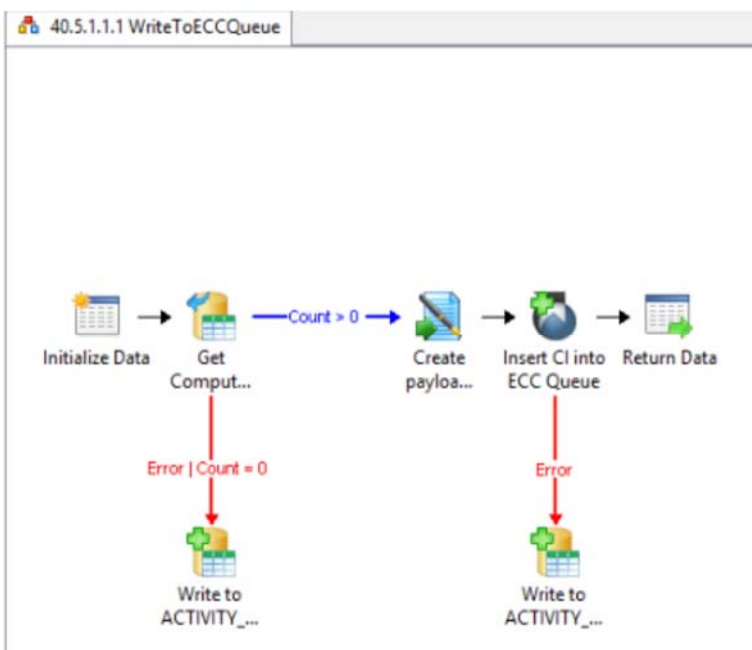 40.5.1.1.1 WriteToECCQueue
Count > 0
Initialize Data
Get
Comput...
Create
payloa...
Insert CI into
ECC Queue
Return Data
Error | Count = 0
Error
Write to
ACTIVITY_...
Write to
ACTIVITY_...